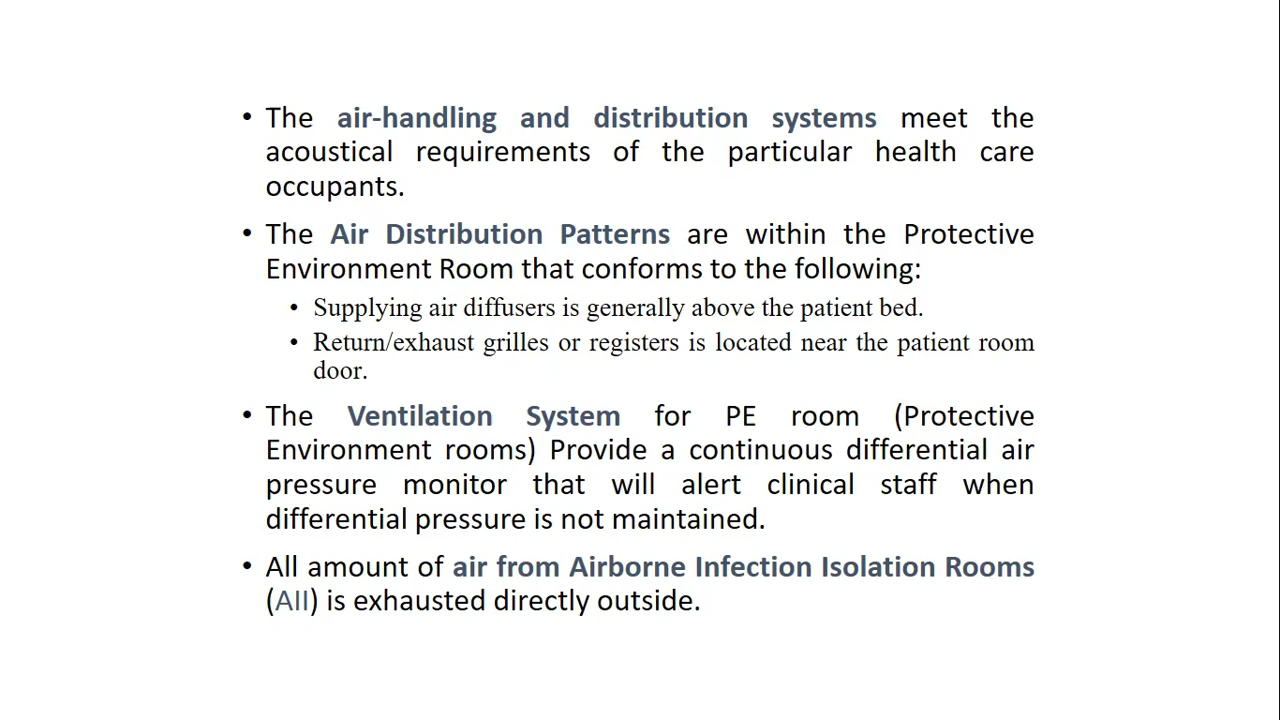 • The air-handling and distribution systems meet the
acoustical requirements of the particular health care
occupants.
• The Air Distribution Patterns are within the Protective
Environment Room that conforms to the following:
• Supplying air diffusers is generally above the patient bed.
• Return/exhaust grilles or registers is located near the patient room
door.
• The Ventilation System for PE room (Protective
Environment rooms) Provide a continuous differential air
pressure monitor that will alert clinical staff when
differential pressure is not maintained.
• All amount of air from Airborne Infection Isolation Rooms
(AII) is exhausted directly outside.